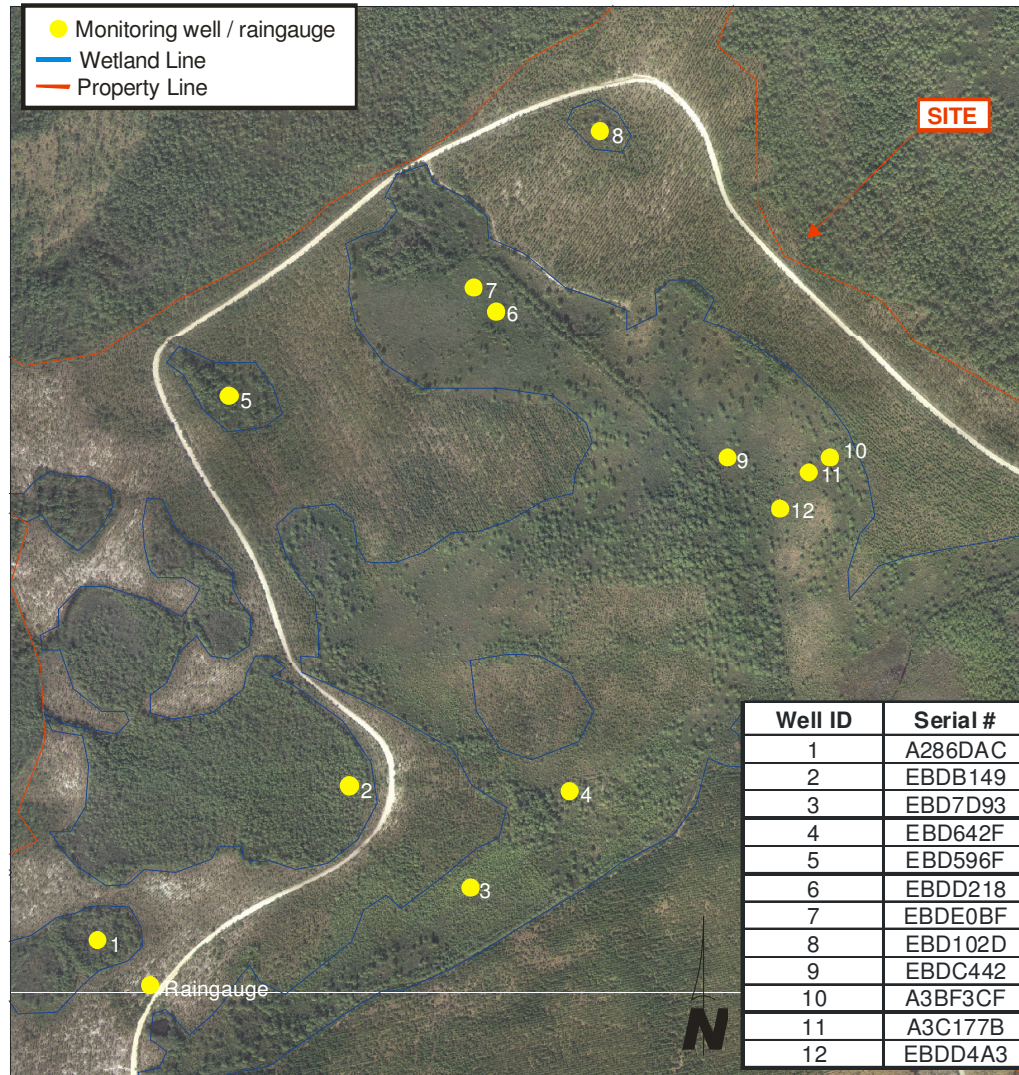 Monitoring well / raingauge
Wetland Line
Property Line
SITE
8
7
6
5
9
10
11
12
2
4
3
1
Raingauge
N
Well ID Serial #
1 A286DAC
2 EBDB149
3 EBD7D93
4 EBD642F
5 EBD596F
6 EBDD218
7 EBDE0BF
8 EBD102D
9 EBDC442
10 A3BF3CF
11 A3C177B
12 EBDD4A3